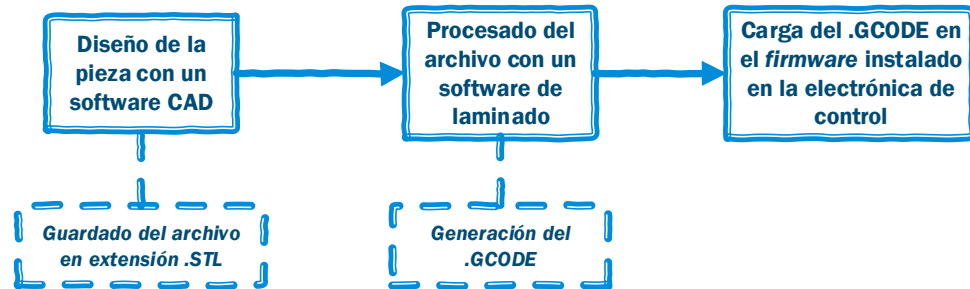 Diseño de la
pieza con un
software CAD
Procesado del
archivo con un
software de
laminado
Carga del .GCODE en
el firmware instalado
en la electrónica de
control
Guardado del archivo
en extensión .STL
Generación del
.GCODE